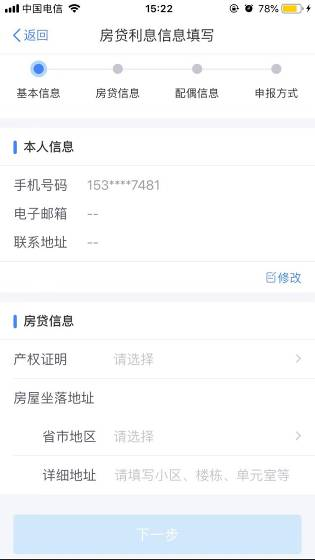 中国电信 15:22 78%
返回 房贷利息信息填写
基本信息 房贷信息 配偶信息 申报方式
本人信息
手机号码 153****7481
电子邮箱 --
联系地址 --
修改
房贷信息
产权证明 请选择
房屋坐落地址
省市地区 请选择
详细地址 请填写小区、楼栋、单元室等
下一步